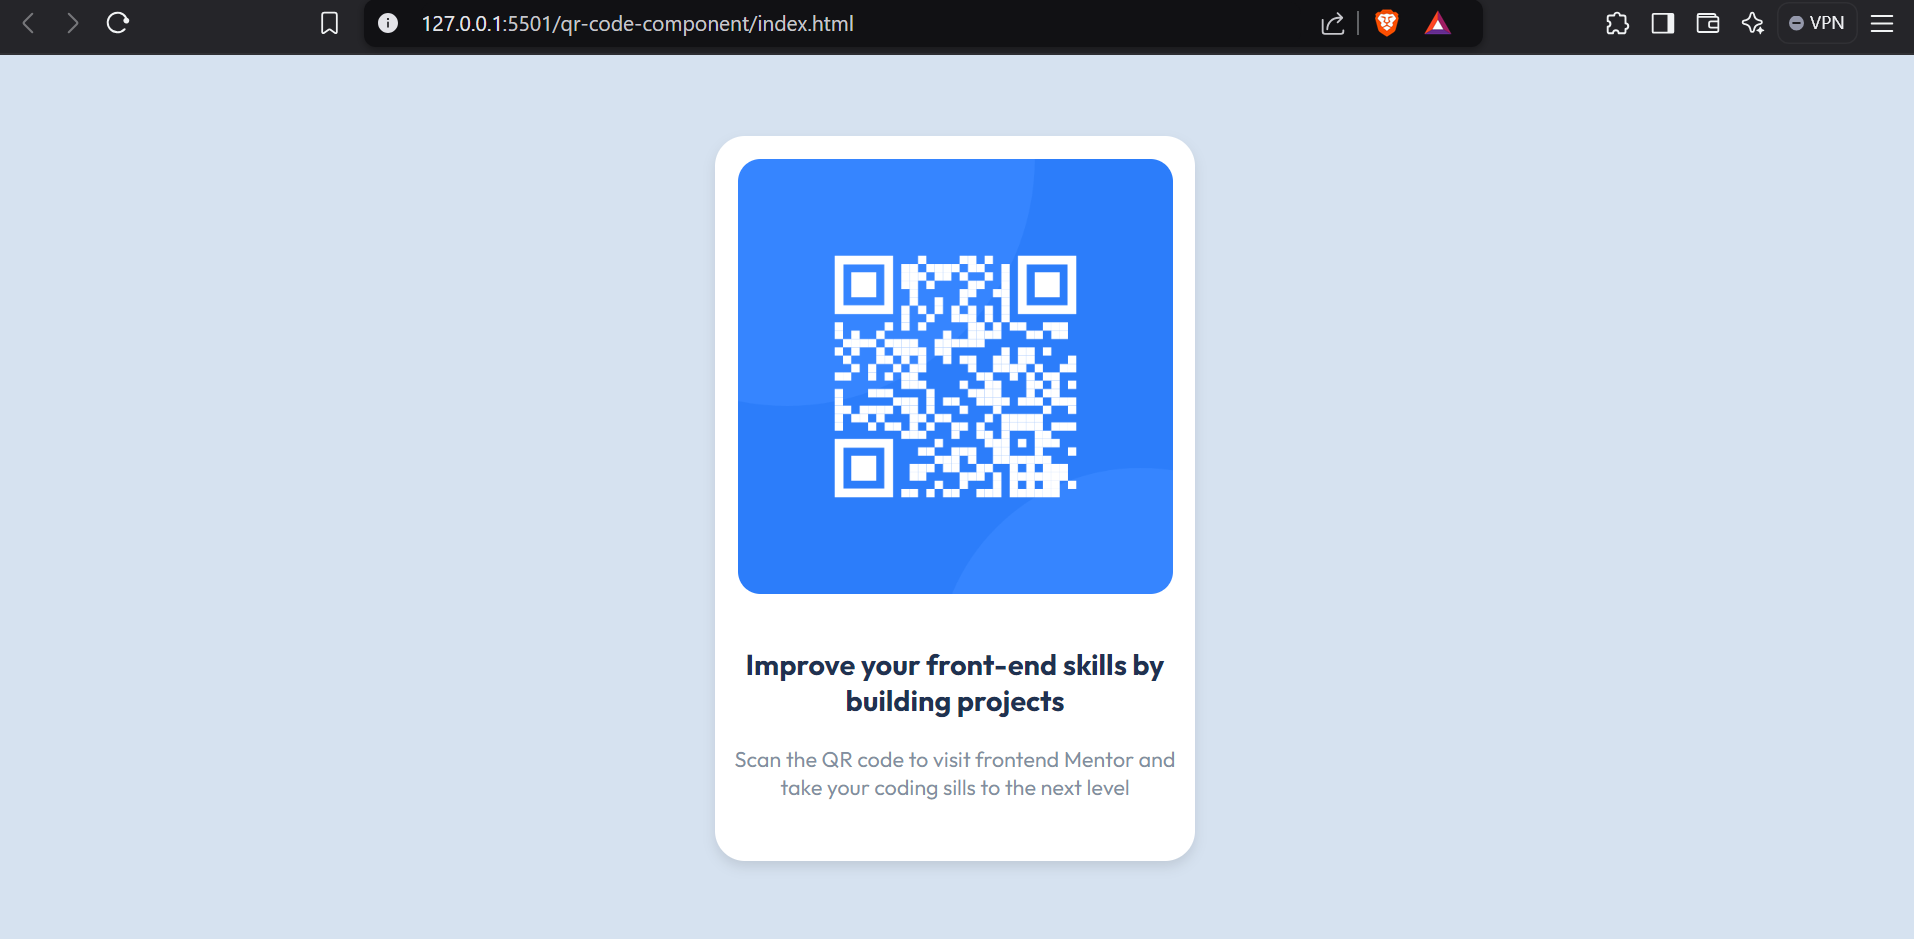 127.0.0.1:5501/qr-code-component/index.html
VPN
Improve your front-end skills by
building projects
Scan the QR code to visit frontend Mentor and
take your coding sills to the next level